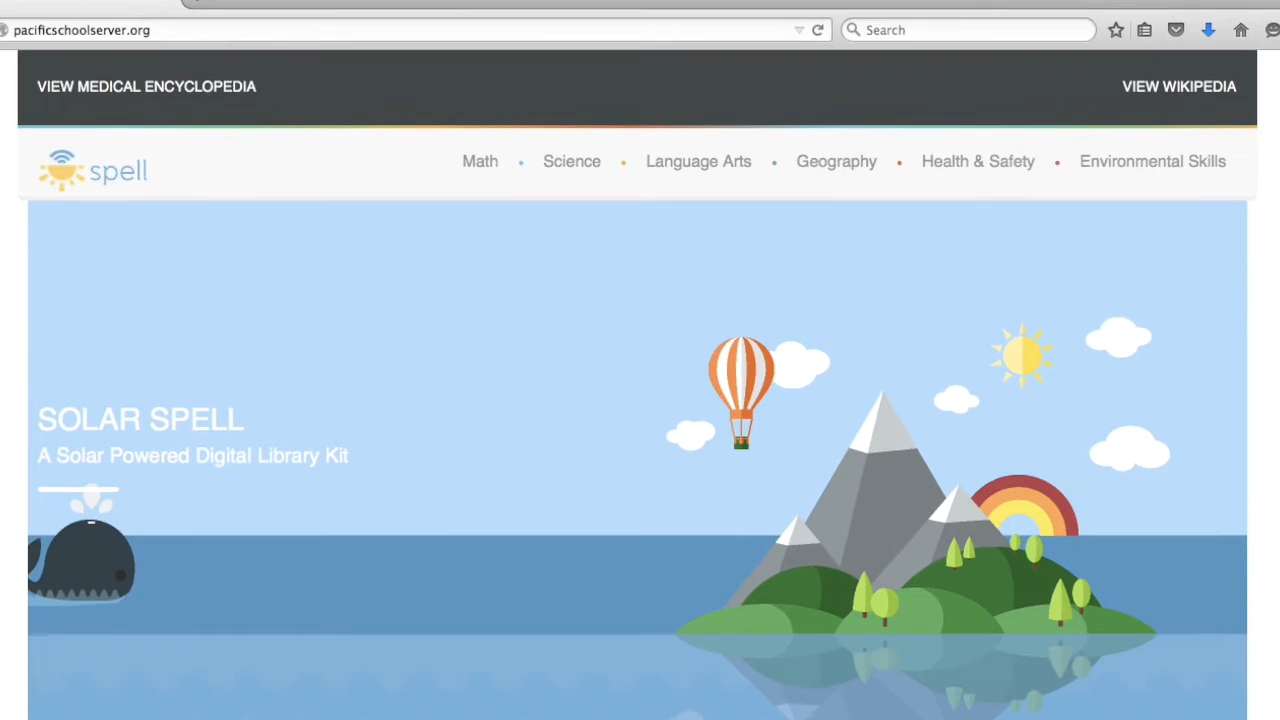 pacificschoolserver.org
Search
VIEW MEDICAL ENCYCLOPEDIA
VIEW WIKIPEDIA
spell
Math • Science • Language Arts • Geography • Health & Safety • Environmental Skills
SOLAR SPELL
A Solar Powered Digital Library Kit